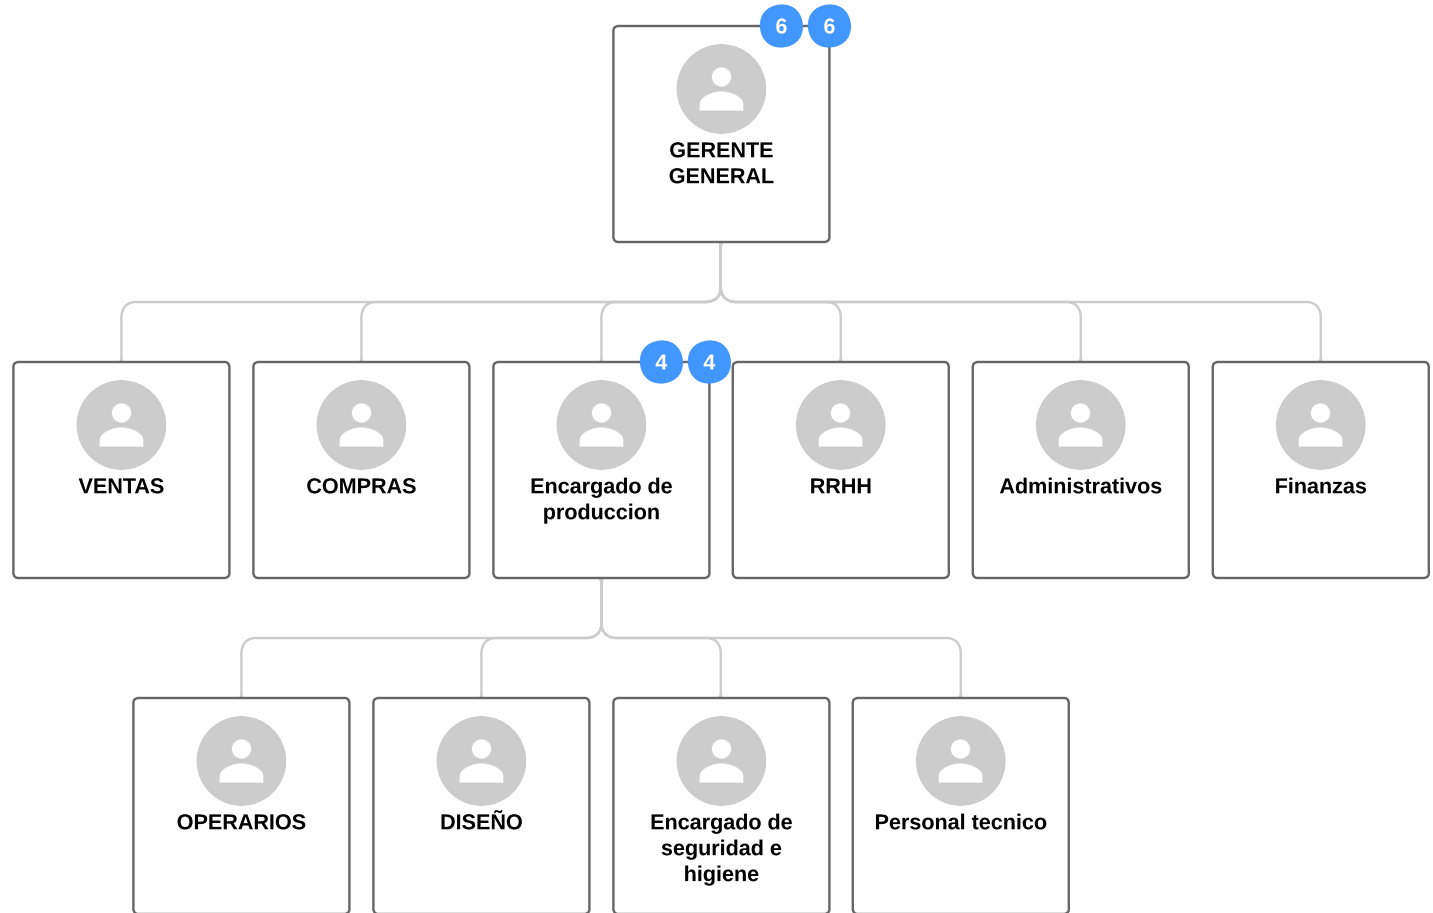 6 6
GERENTE
GENERAL
4 4
VENTAS
COMPRAS
Encargado de
produccion
RRHH
Administrativos
Finanzas
OPERARIOS
DISEÑO
Encargado de
seguridad e
higiene
Personal tecnico